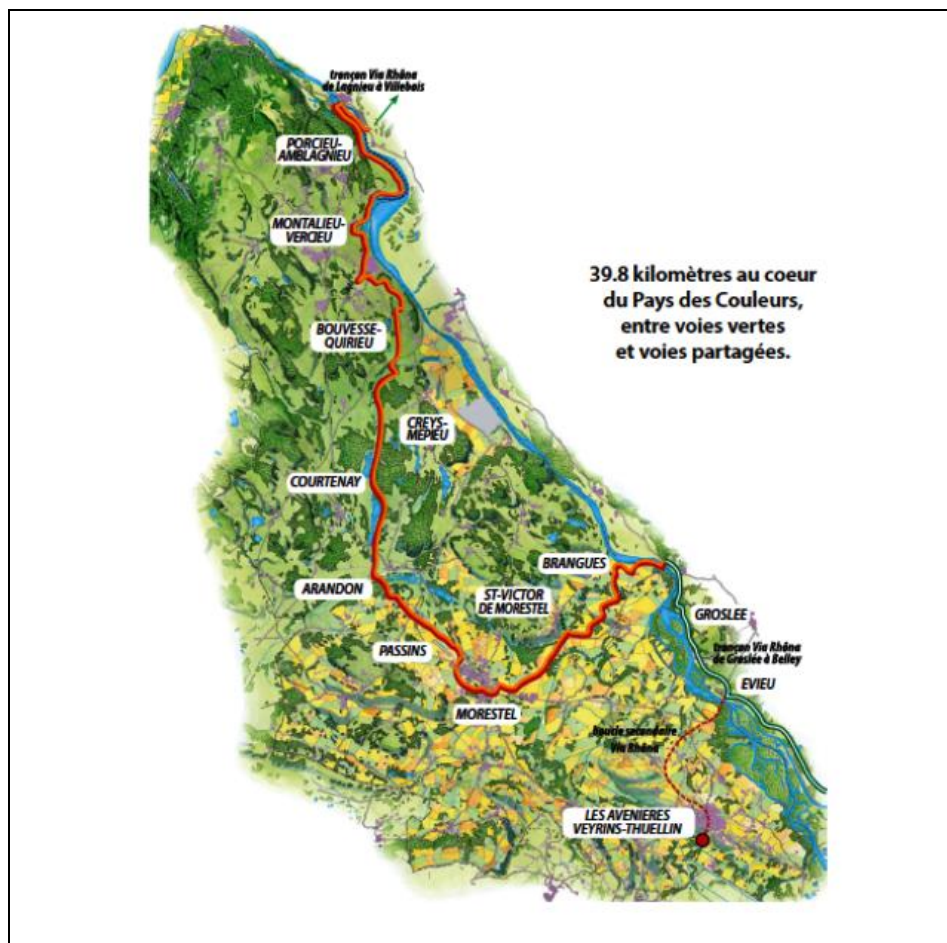 tronçon Via Rhôna
de Lagnieu à Villebois
PORCIEU-
AMBLAGNIEU
MONTALIEU-
VERCIEU
39.8 kilomètres au coeur
du Pays des Couleurs,
entre voies vertes
et voies partagées.
BOUVESSE-
QUIRIEU
CREYS-
MEPIEU
COURTENAY
BRANGUES
ARANDON
ST-VICTOR
DE MORESTEL
GROSLEE
PASSINS
tronçon Via Rhôna
de Groslée à Belley
EVIEU
MORESTEL
boucle secondaire
Via Rhôna
LES AVENIERES
VEYRINS-THUELLIN